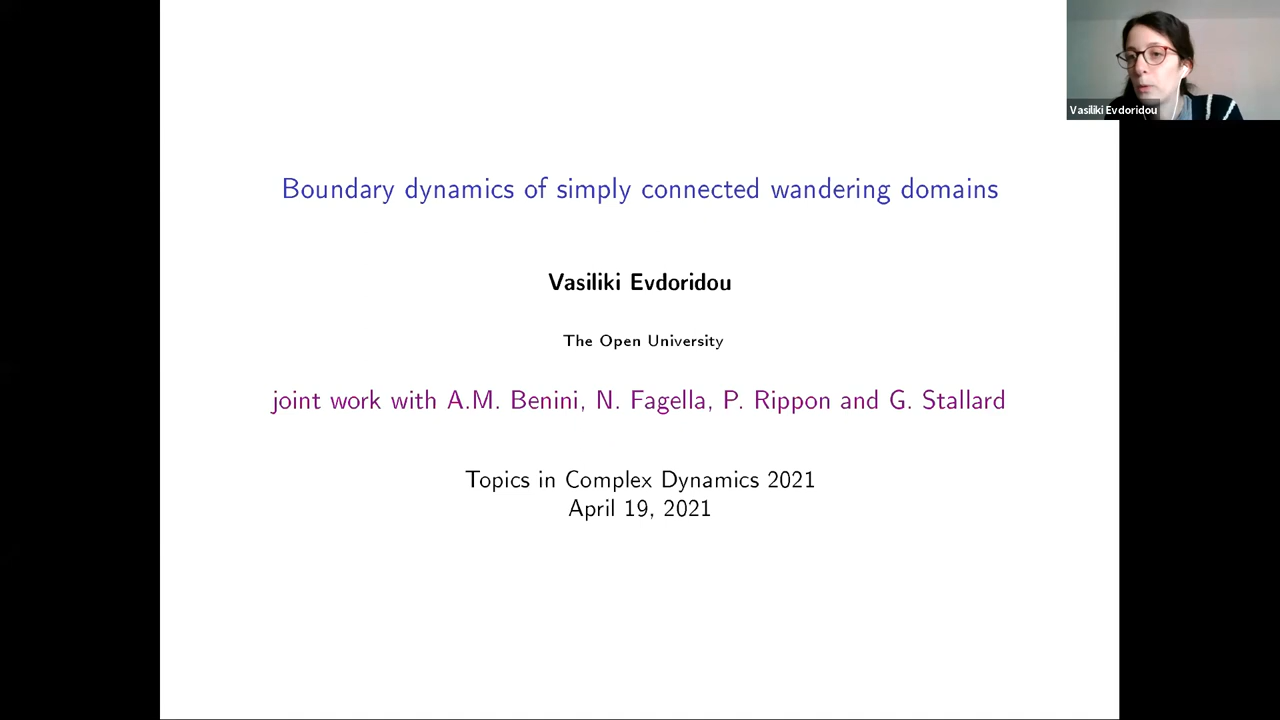 Boundary dynamics of simply connected wandering domains
Vasiliki Evdoridou
The Open University
joint work with A.M. Benini, N. Fagella, P. Rippon and G. Stallard
Topics in Complex Dynamics 2021
April 19, 2021
Vasiliki Evdoridou